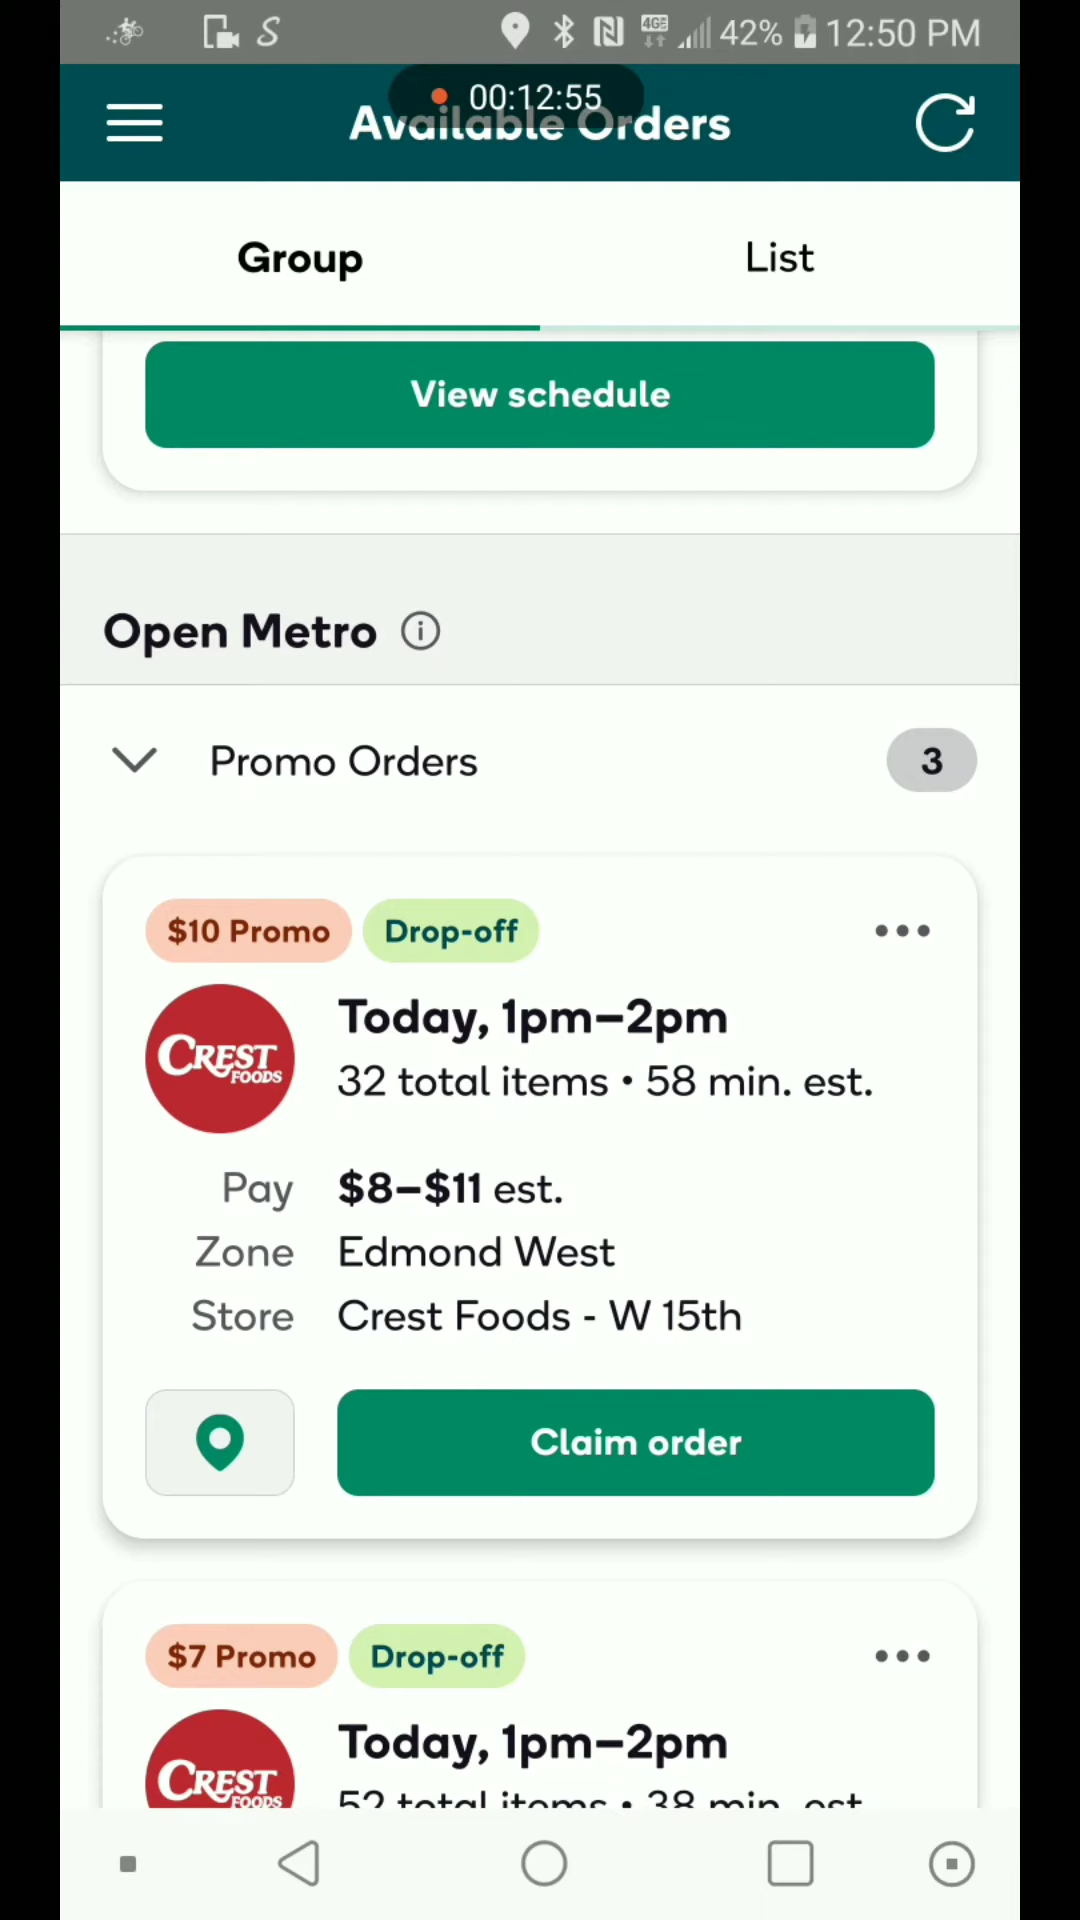 42% 12:50 PM
00:12:55
Available Orders
Group
List
View schedule
Open Metro
Promo Orders
3
$10 Promo
Drop-off
CREST
FOODS
Today, 1pm–2pm
32 total items • 58 min. est.
Pay $8–$11 est.
Zone Edmond West
Store Crest Foods - W 15th
Claim order
$7 Promo
Drop-off
CREST
FOODS
Today, 1pm–2pm
52 total items • 38 min. est.